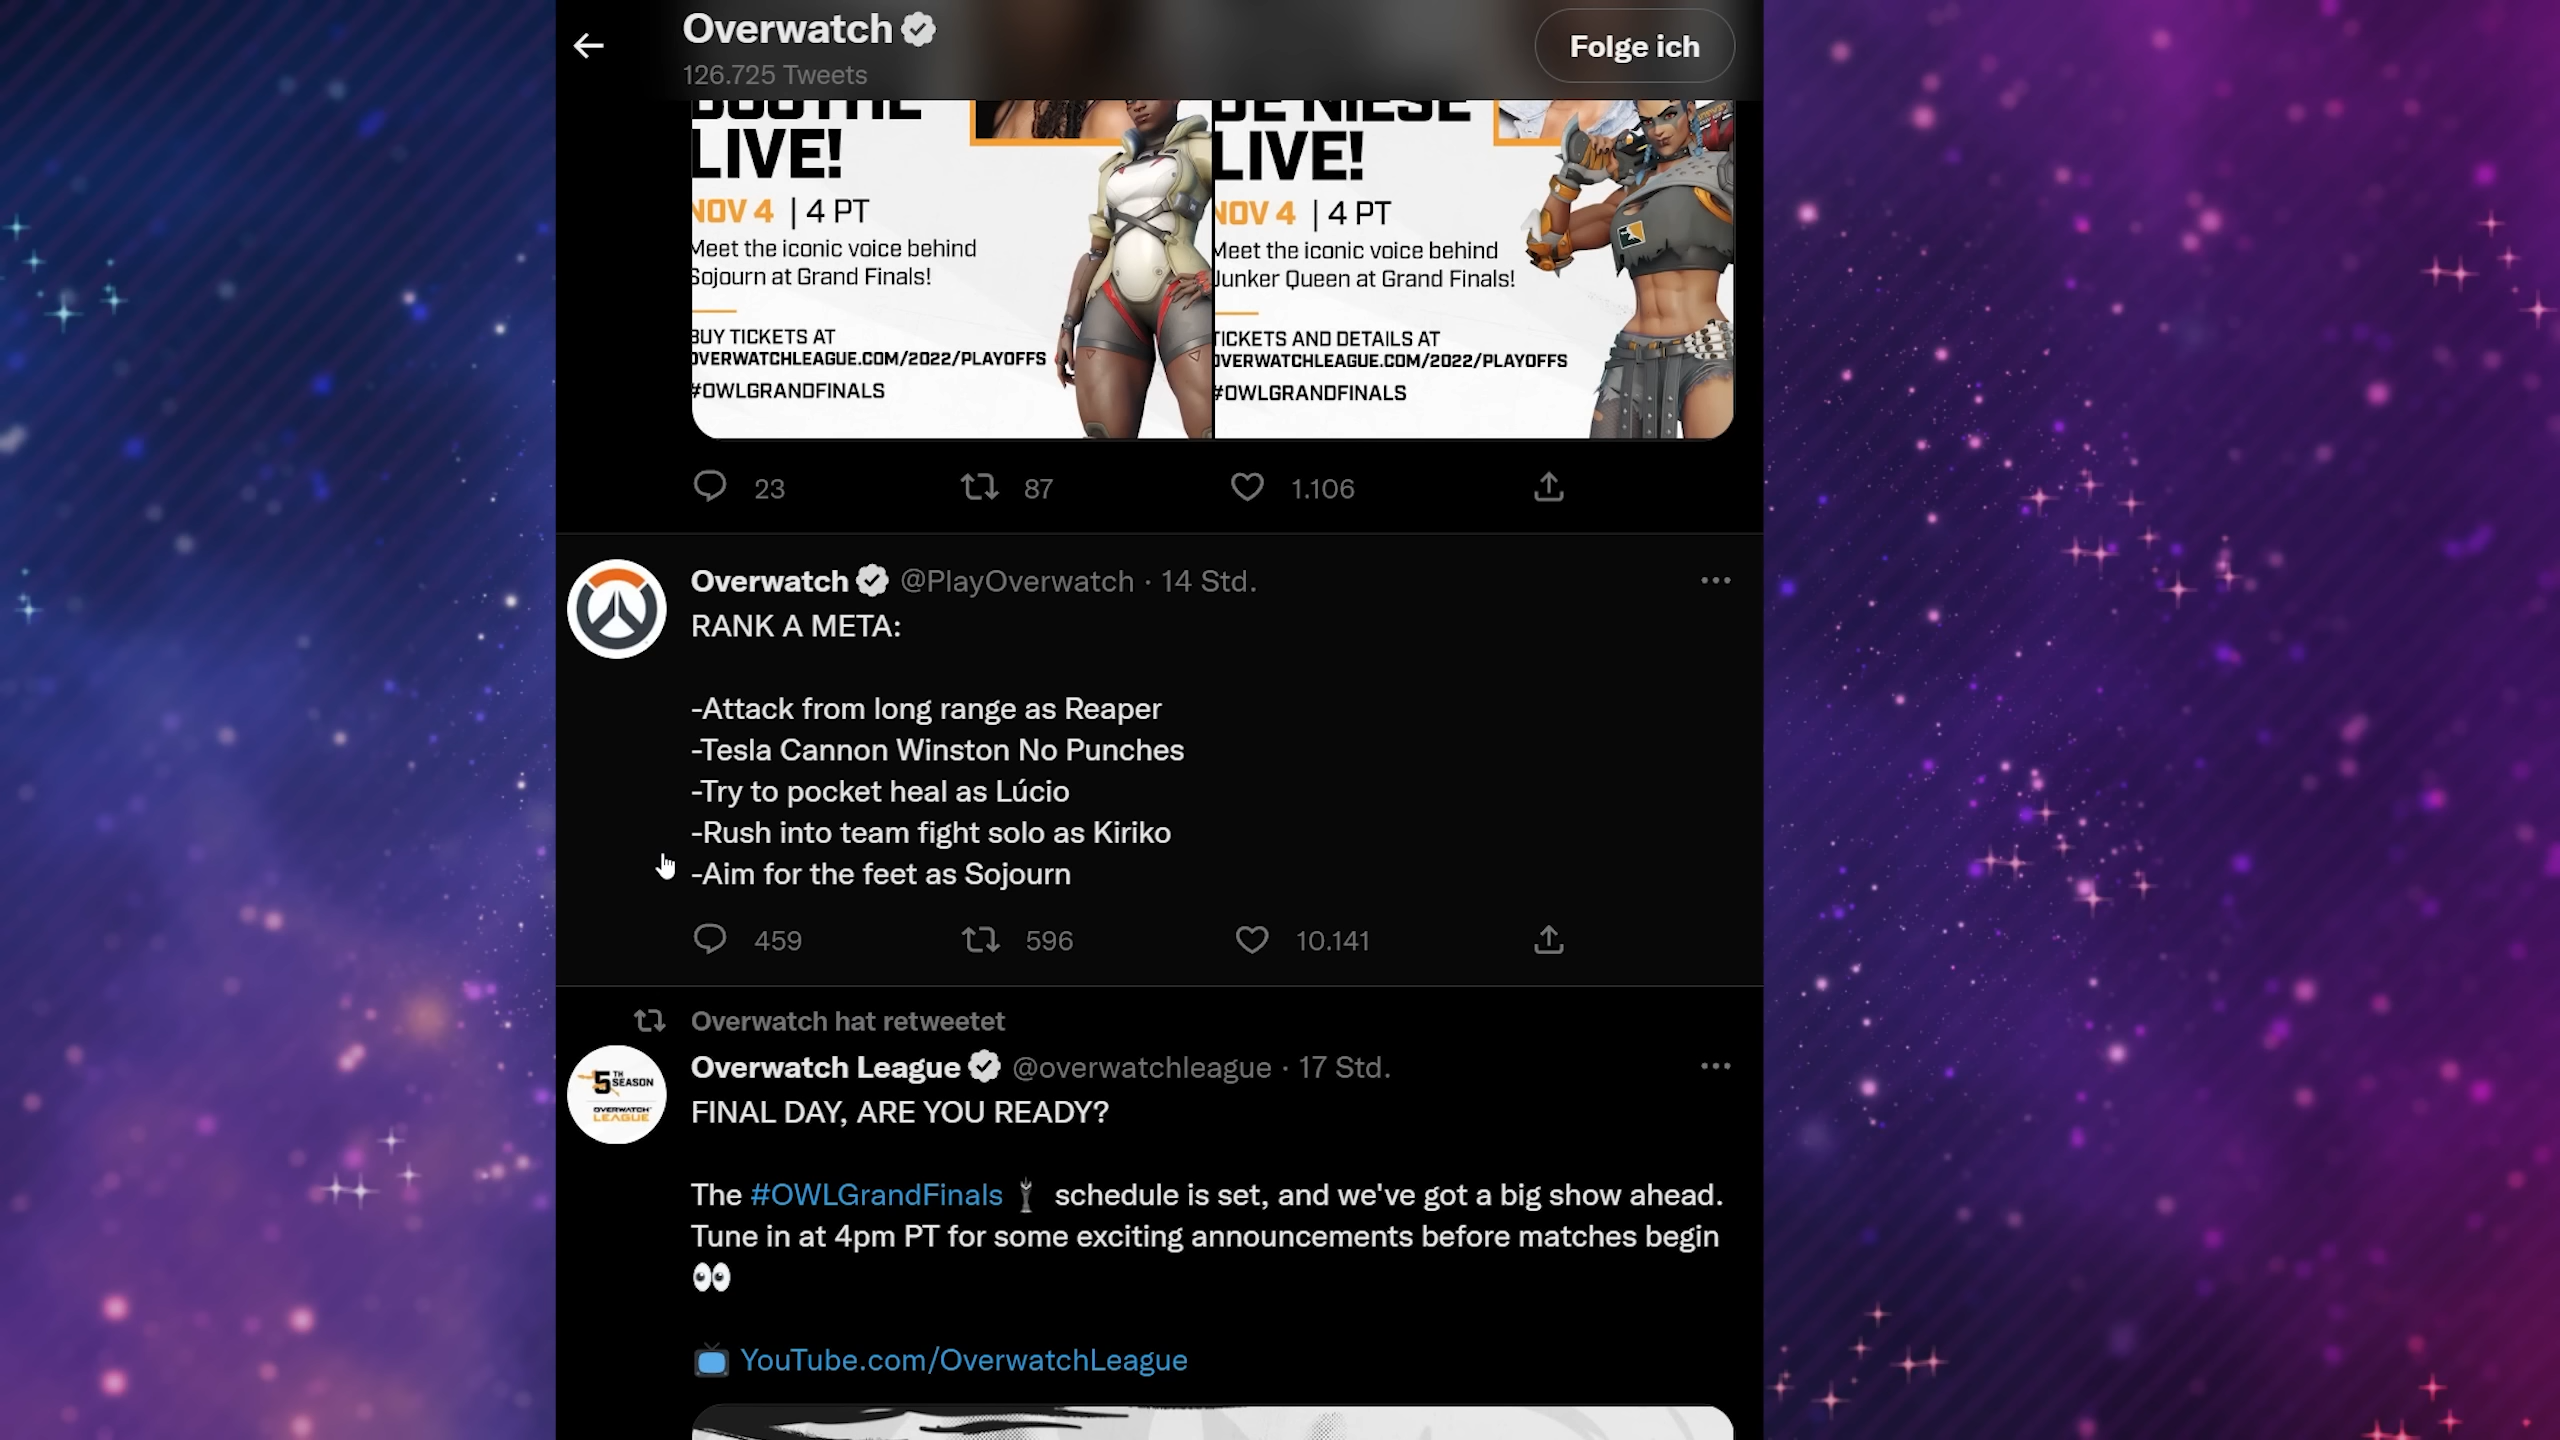 Overwatch
126.725 Tweets
Folge ich
BOOTHE
LIVE!
NOV 4 | 4 PT
Meet the iconic voice behind
Sojourn at Grand Finals!
BUY TICKETS AT
OVERWATCHLEAGUE.COM/2022/PLAYOFFS
#OWLGRANDFINALS
DE NIESE
LIVE!
NOV 4 | 4 PT
Meet the iconic voice behind
Junker Queen at Grand Finals!
TICKETS AND DETAILS AT
OVERWATCHLEAGUE.COM/2022/PLAYOFFS
#OWLGRANDFINALS
23
87
1.106
Overwatch @PlayOverwatch · 14 Std.
RANK A META:
-Attack from long range as Reaper
-Tesla Cannon Winston No Punches
-Try to pocket heal as Lúcio
-Rush into team fight solo as Kiriko
-Aim for the feet as Sojourn
459
596
10.141
Overwatch hat retweetet
5TH SEASON
OVERWATCH
LEAGUE
Overwatch League @overwatchleague · 17 Std.
FINAL DAY, ARE YOU READY?
The #OWLGrandFinals schedule is set, and we've got a big show ahead.
Tune in at 4pm PT for some exciting announcements before matches begin
👀
📺 YouTube.com/OverwatchLeague